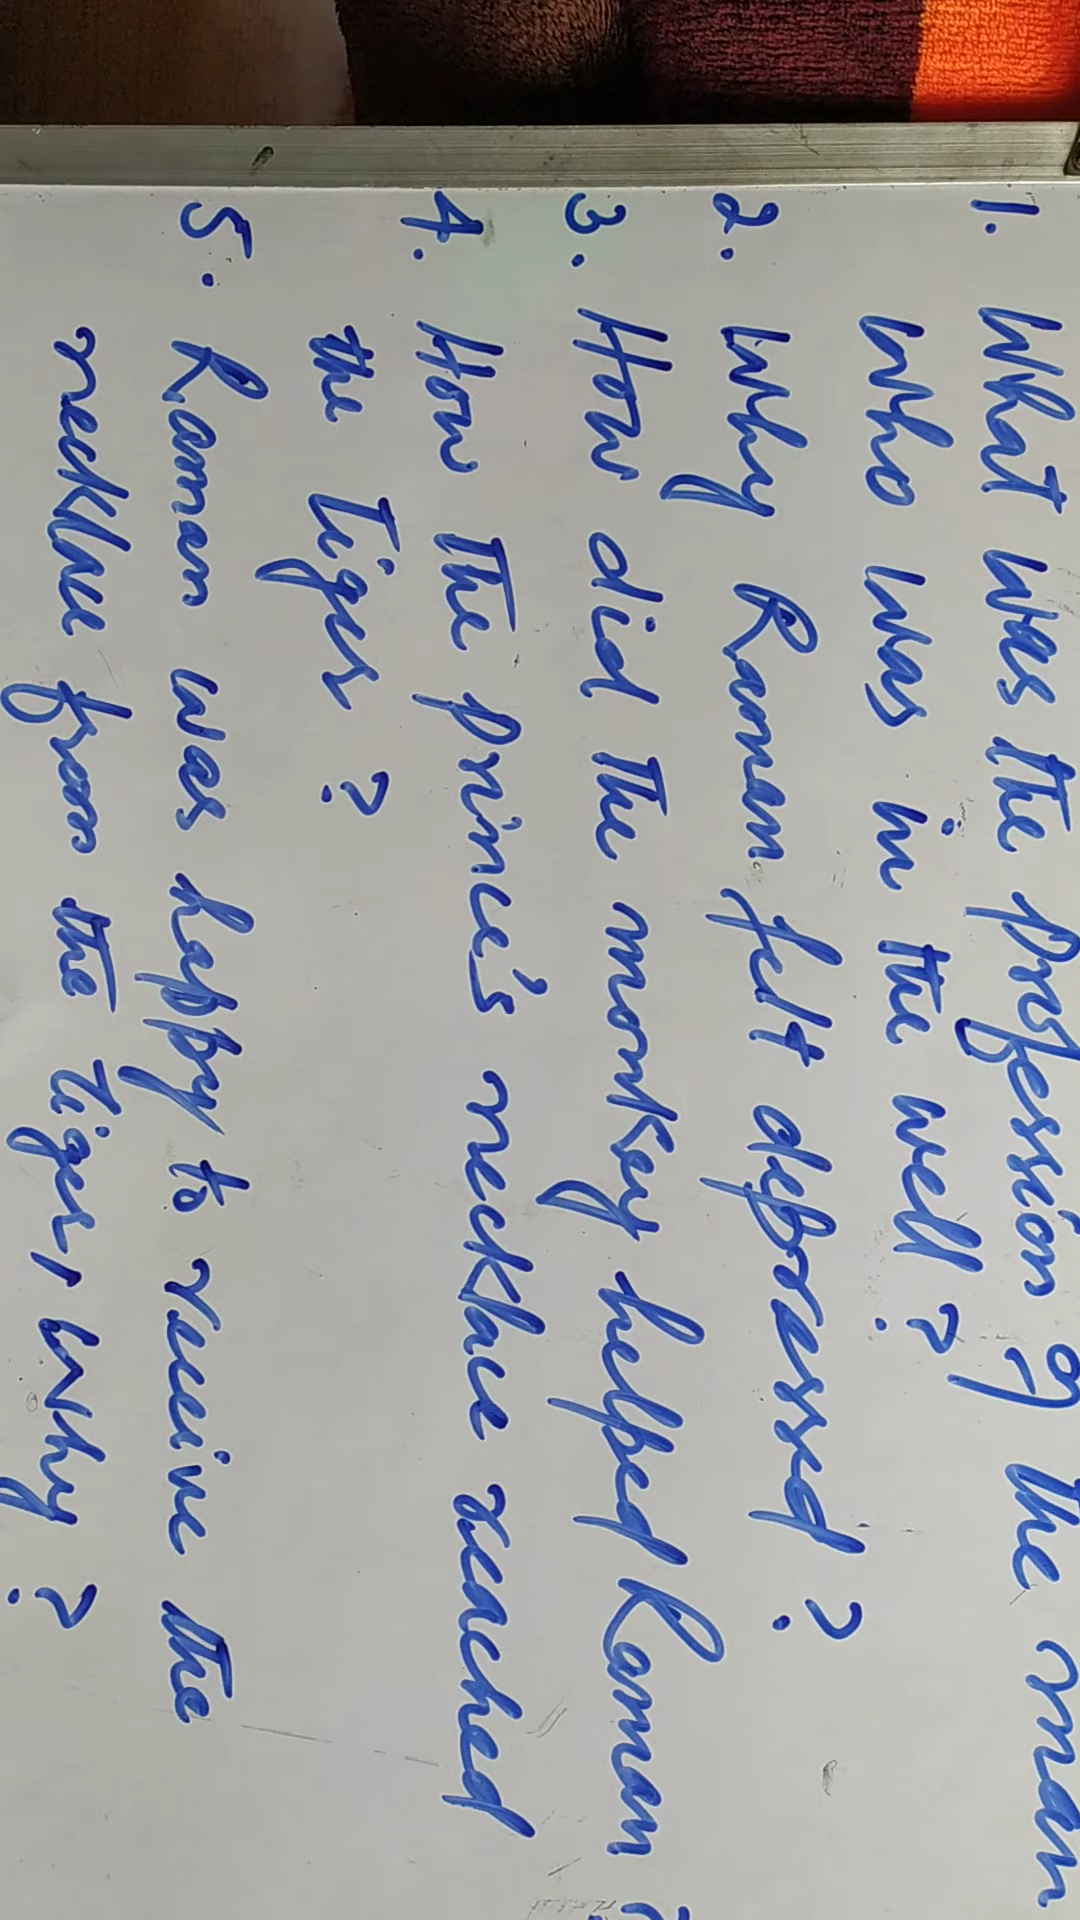 1. What was the profession of the man
who was in the well?
2. Why Raman felt depressed?
3. How did the monkey helped Raman?
4. How the prince's necklace reached
the Tiger?
5. Raman was happy to receive the
necklace from the tiger, why?